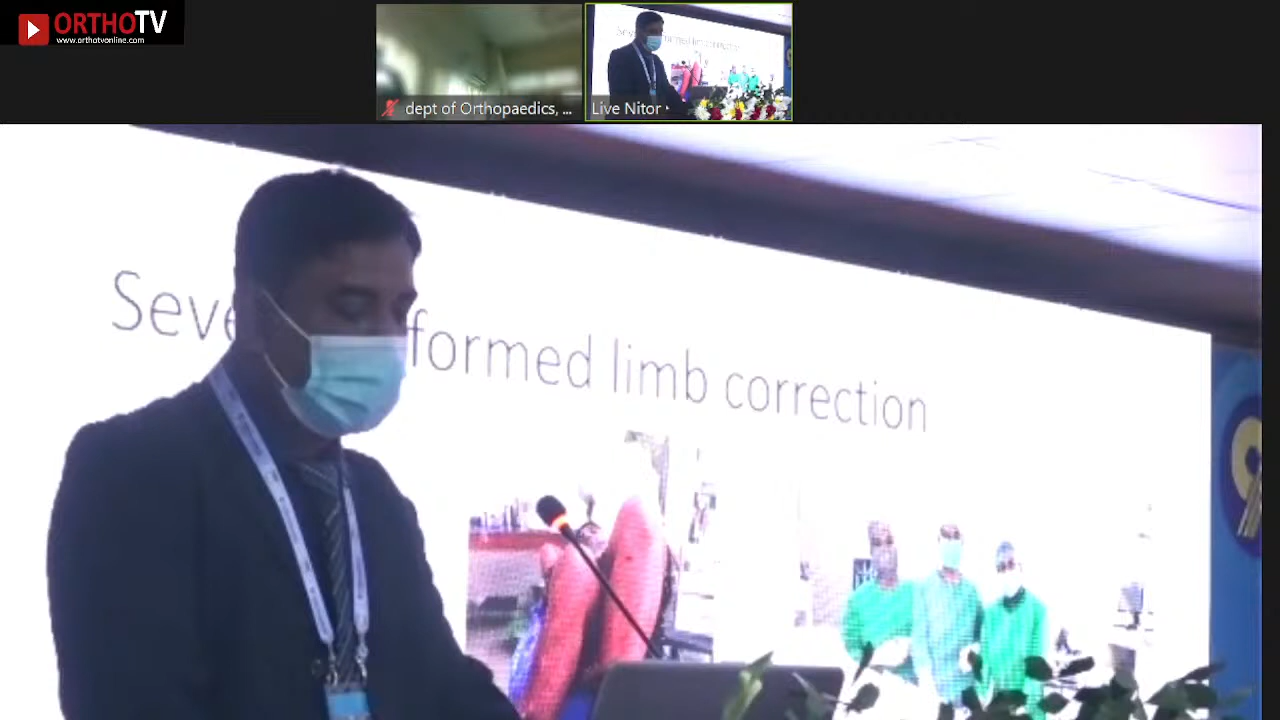 ORTHOTV
www.orthotvonline.com
dept of Orthopaedics, ...
Live Nitor
Seve formed limb correction